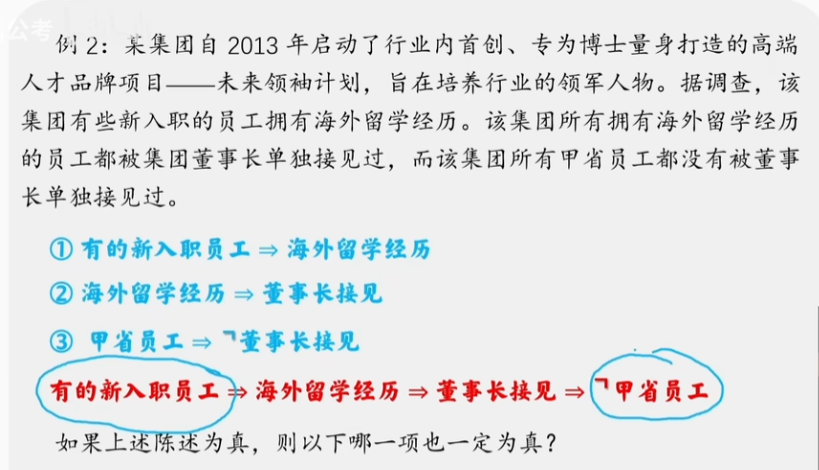 公考
例 2：某集团自 2013 年启动了行业内首创、专为博士量身打造的高端
人才品牌项目——未来领袖计划，旨在培养行业的领军人物。据调查，该
集团有些新入职的员工拥有海外留学经历。该集团所有拥有海外留学经历
的员工都被集团董事长单独接见过，而该集团所有甲省员工都没有被董事
长单独接见过。
① 有的新入职员工 ⇒ 海外留学经历
② 海外留学经历 ⇒ 董事长接见
③ 甲省员工 ⇒ ㄱ董事长接见
有的新入职员工 ⇒ 海外留学经历 ⇒ 董事长接见 ⇒ ㄱ甲省员工
如果上述陈述为真，则以下哪一项也一定为真？